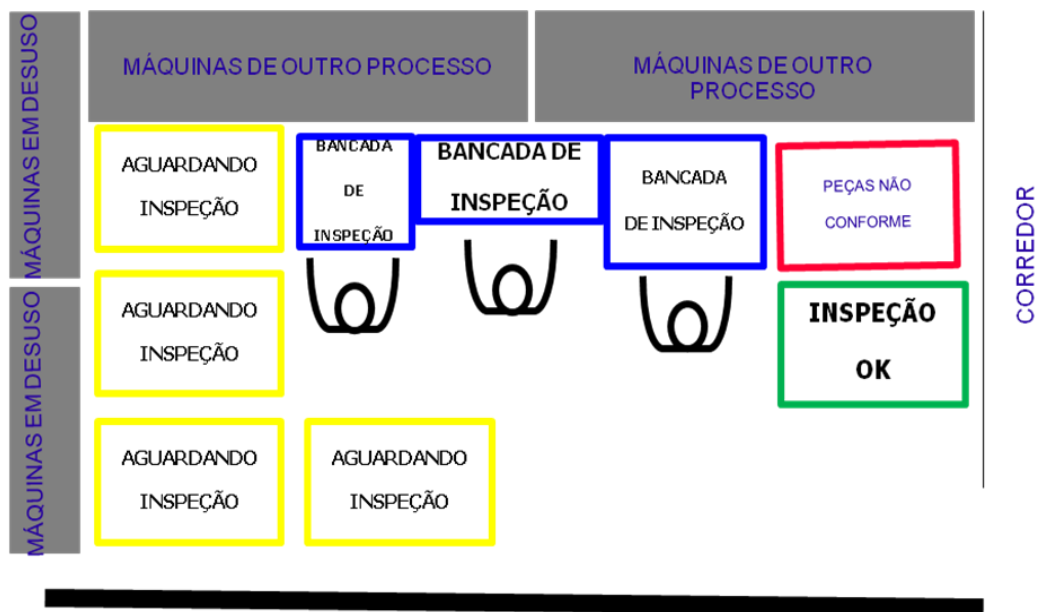 MÁQUINAS EM DESUSO
MÁQUINAS DE OUTRO PROCESSO
MÁQUINAS DE OUTRO
PROCESSO
AGUARDANDO
INSPEÇÃO
BANCADA
DE
INSPEÇÃO
BANCADA DE
INSPEÇÃO
BANCADA
DE INSPEÇÃO
PEÇAS NÃO
CONFORME
CORREDOR
MÁQUINAS EM DESUSO
AGUARDANDO
INSPEÇÃO
INSPEÇÃO
OK
AGUARDANDO
INSPEÇÃO
AGUARDANDO
INSPEÇÃO